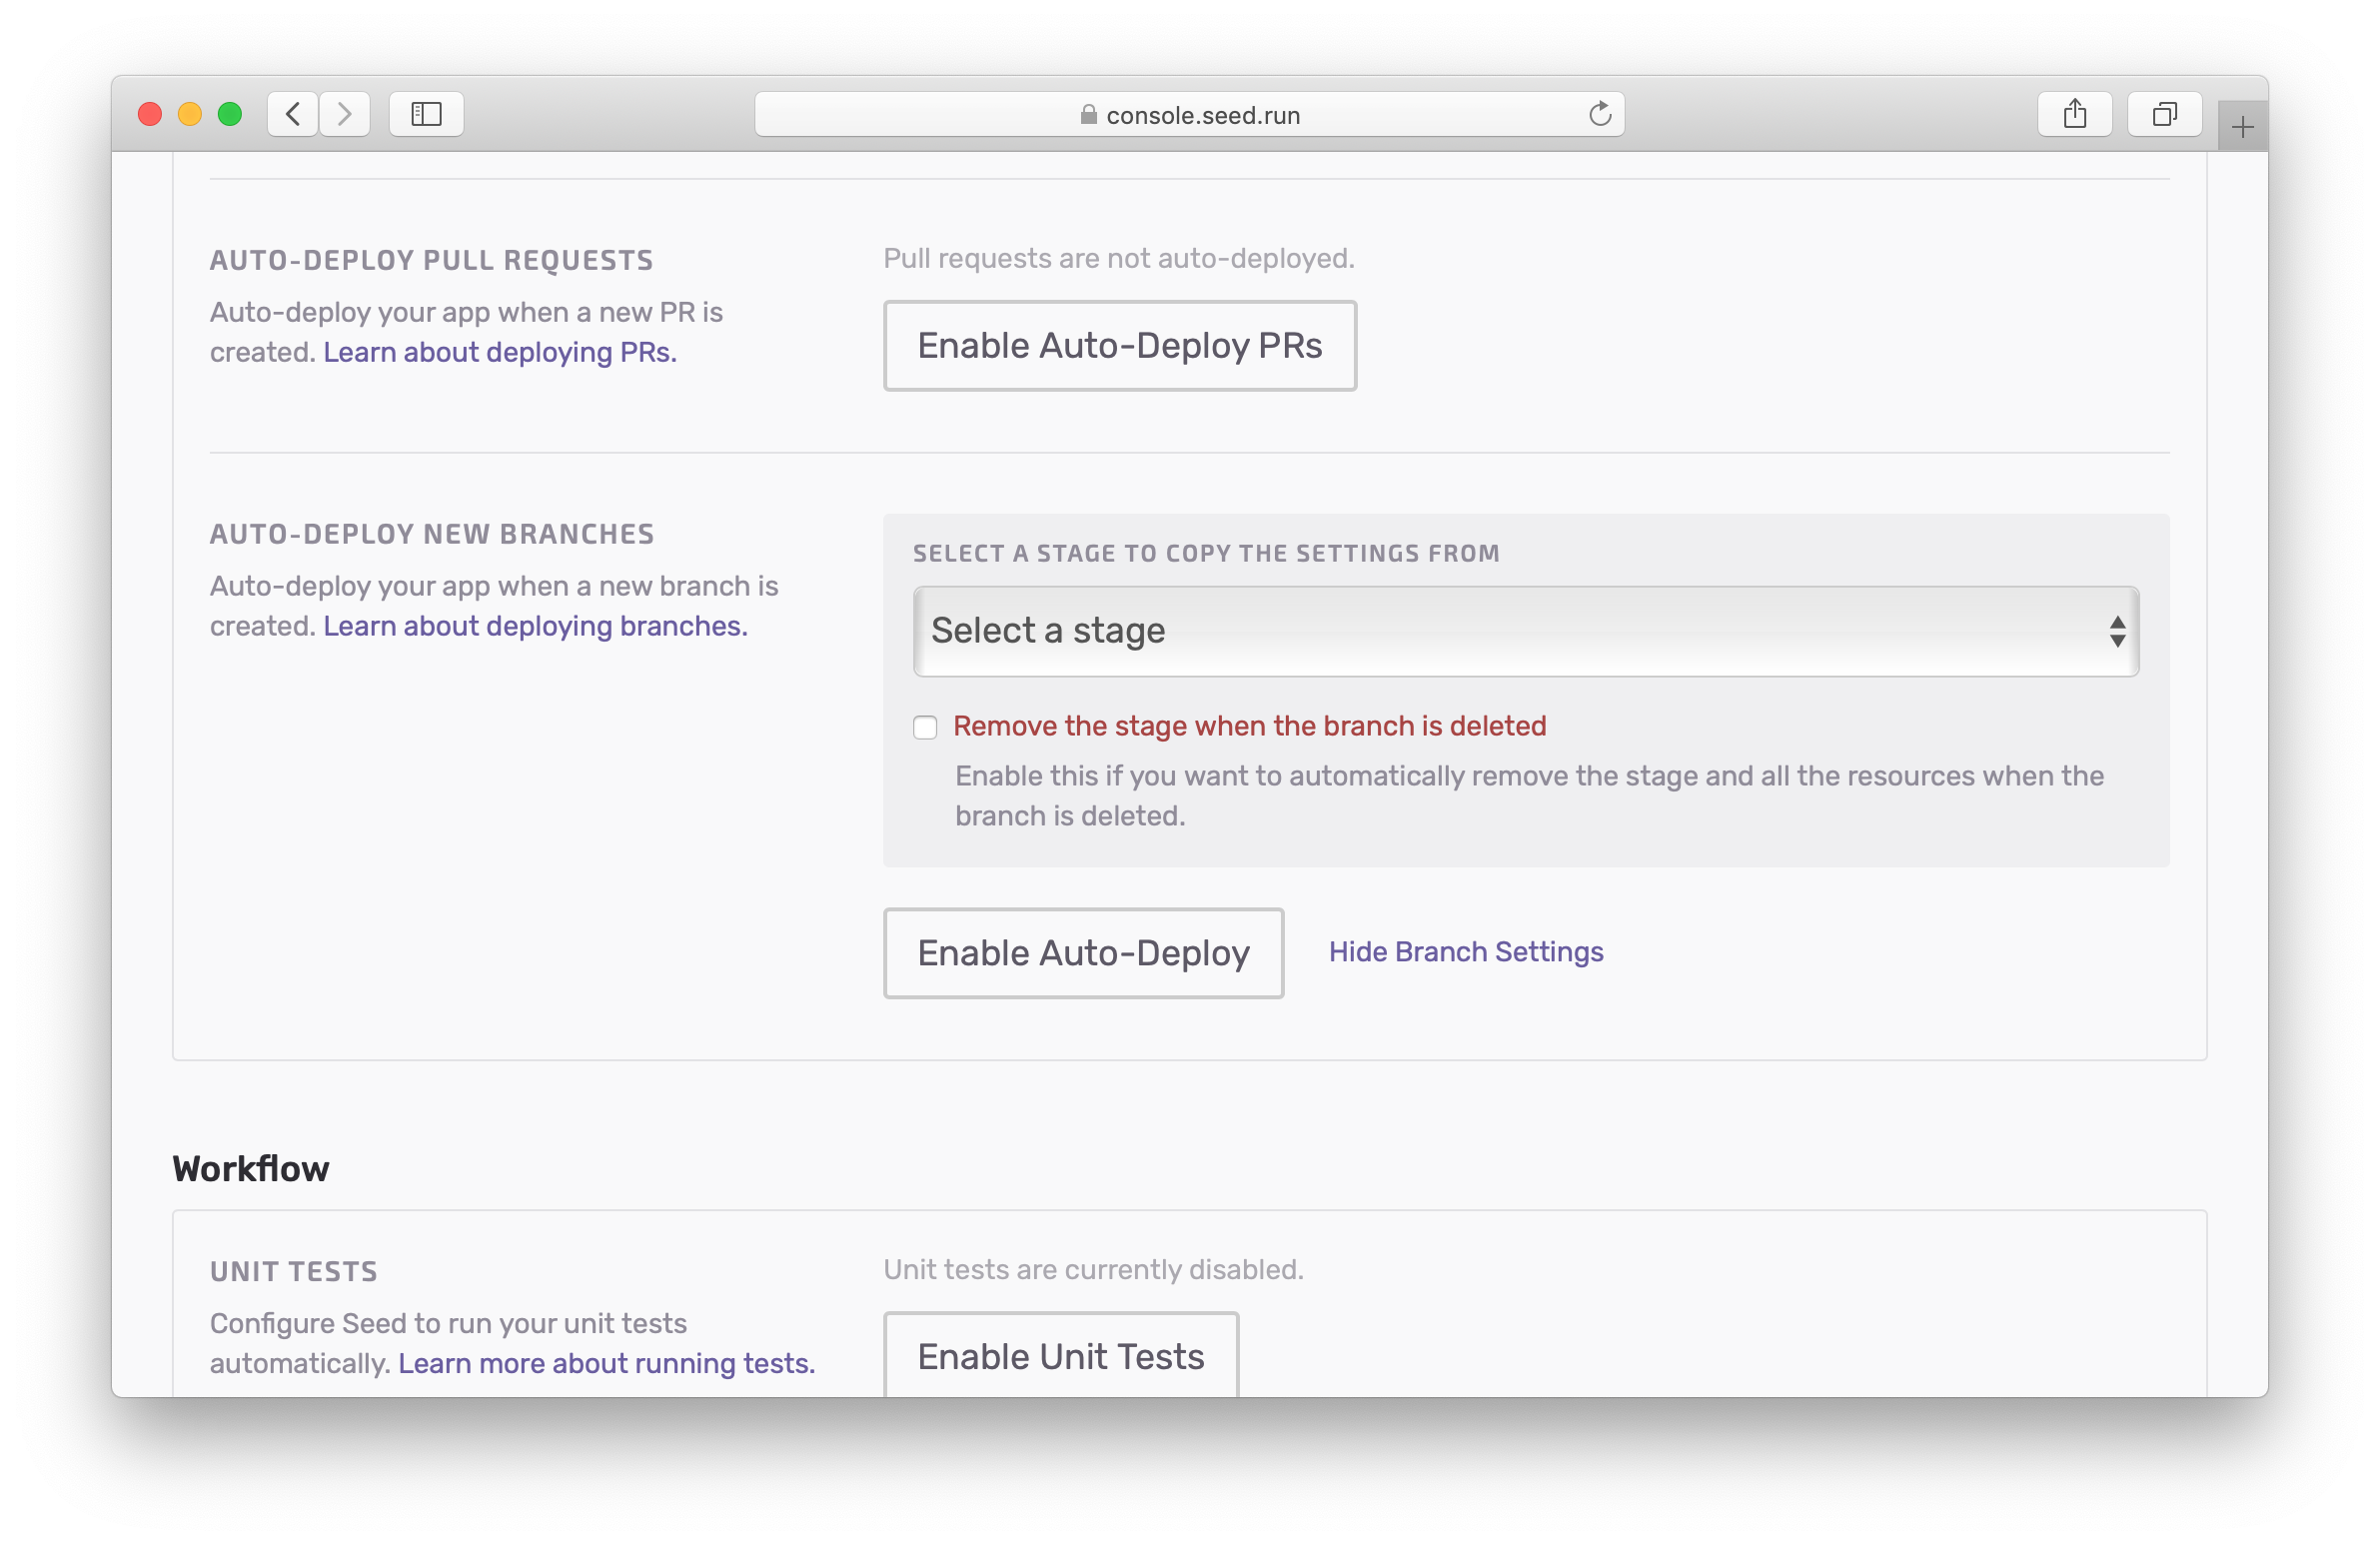 console.seed.run
AUTO-DEPLOY PULL REQUESTS
Auto-deploy your app when a new PR is
created. Learn about deploying PRs.
Pull requests are not auto-deployed.
Enable Auto-Deploy PRs
AUTO-DEPLOY NEW BRANCHES
Auto-deploy your app when a new branch is
created. Learn about deploying branches.
SELECT A STAGE TO COPY THE SETTINGS FROM
Select a stage
Remove the stage when the branch is deleted
Enable this if you want to automatically remove the stage and all the resources when the
branch is deleted.
Enable Auto-Deploy
Hide Branch Settings
Workflow
UNIT TESTS
Configure Seed to run your unit tests
automatically. Learn more about running tests.
Unit tests are currently disabled.
Enable Unit Tests